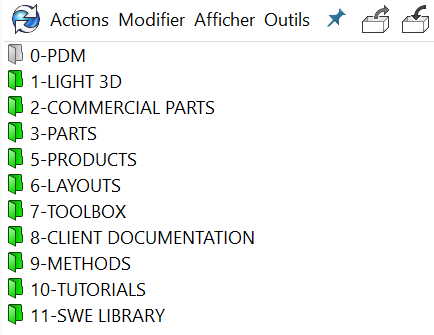 Actions Modifier Afficher Outils
0-PDM
1-LIGHT 3D
2-COMMERCIAL PARTS
3-PARTS
5-PRODUCTS
6-LAYOUTS
7-TOOLBOX
8-CLIENT DOCUMENTATION
9-METHODS
10-TUTORIALS
11-SWE LIBRARY